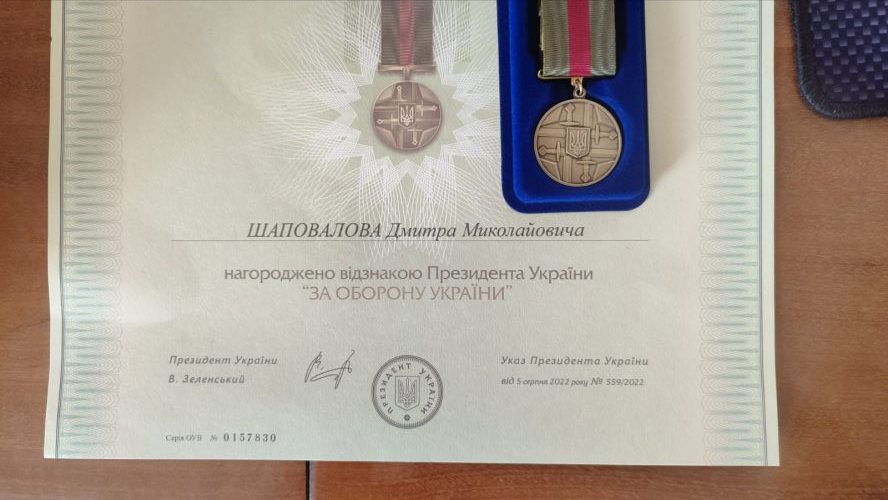 ШАПОВАЛОВА Дмитра Миколайовича
нагороджено відзнакою Президента України
“ЗА ОБОРОНУ УКРАЇНИ”
Президент України
В. Зеленський
ПРЕЗИДЕНТ УКРАЇНИ
Указ Президента України
від 5 серпня 2022 року № 559/2022
Серія ОУВ № 0157830